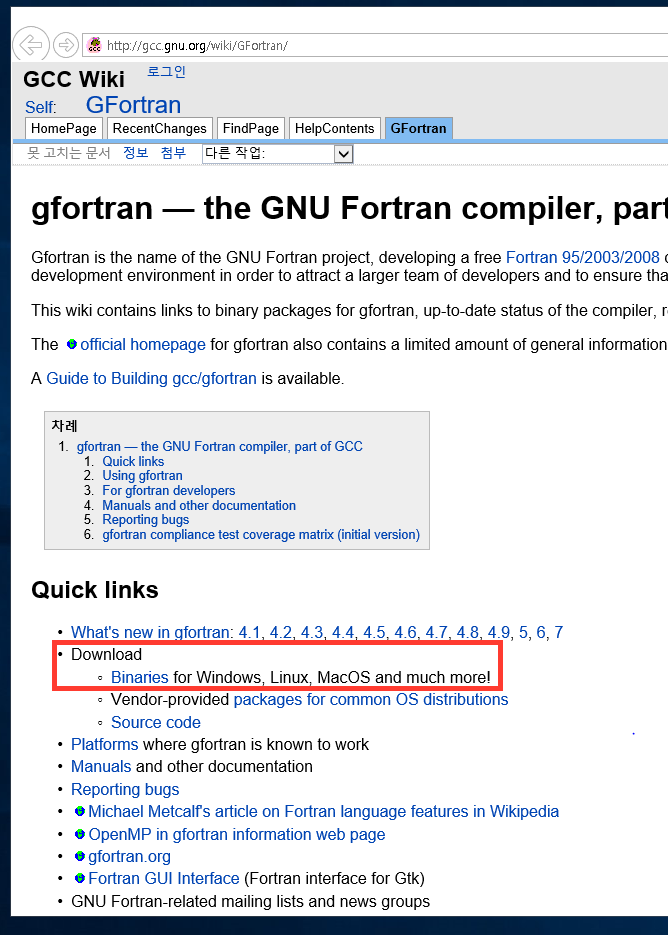 http://gcc.gnu.org/wiki/GFortran/
GCC Wiki 로그인
Self: GFortran
HomePage RecentChanges FindPage HelpContents GFortran
못 고치는 문서 정보 첨부 다른 작업:
gfortran — the GNU Fortran compiler, part
Gfortran is the name of the GNU Fortran project, developing a free Fortran 95/2003/2008
development environment in order to attract a larger team of developers and to ensure tha
This wiki contains links to binary packages for gfortran, up-to-date status of the compiler, r
The official homepage for gfortran also contains a limited amount of general information
A Guide to Building gcc/gfortran is available.
차례
1. gfortran — the GNU Fortran compiler, part of GCC
1. Quick links
2. Using gfortran
3. For gfortran developers
4. Manuals and other documentation
5. Reporting bugs
6. gfortran compliance test coverage matrix (initial version)
Quick links
• What's new in gfortran: 4.1, 4.2, 4.3, 4.4, 4.5, 4.6, 4.7, 4.8, 4.9, 5, 6, 7
• Download
◦ Binaries for Windows, Linux, MacOS and much more!
◦ Vendor-provided packages for common OS distributions
◦ Source code
• Platforms where gfortran is known to work
• Manuals and other documentation
• Reporting bugs
• Michael Metcalf's article on Fortran language features in Wikipedia
• OpenMP in gfortran information web page
• gfortran.org
• Fortran GUI Interface (Fortran interface for Gtk)
• GNU Fortran-related mailing lists and news groups